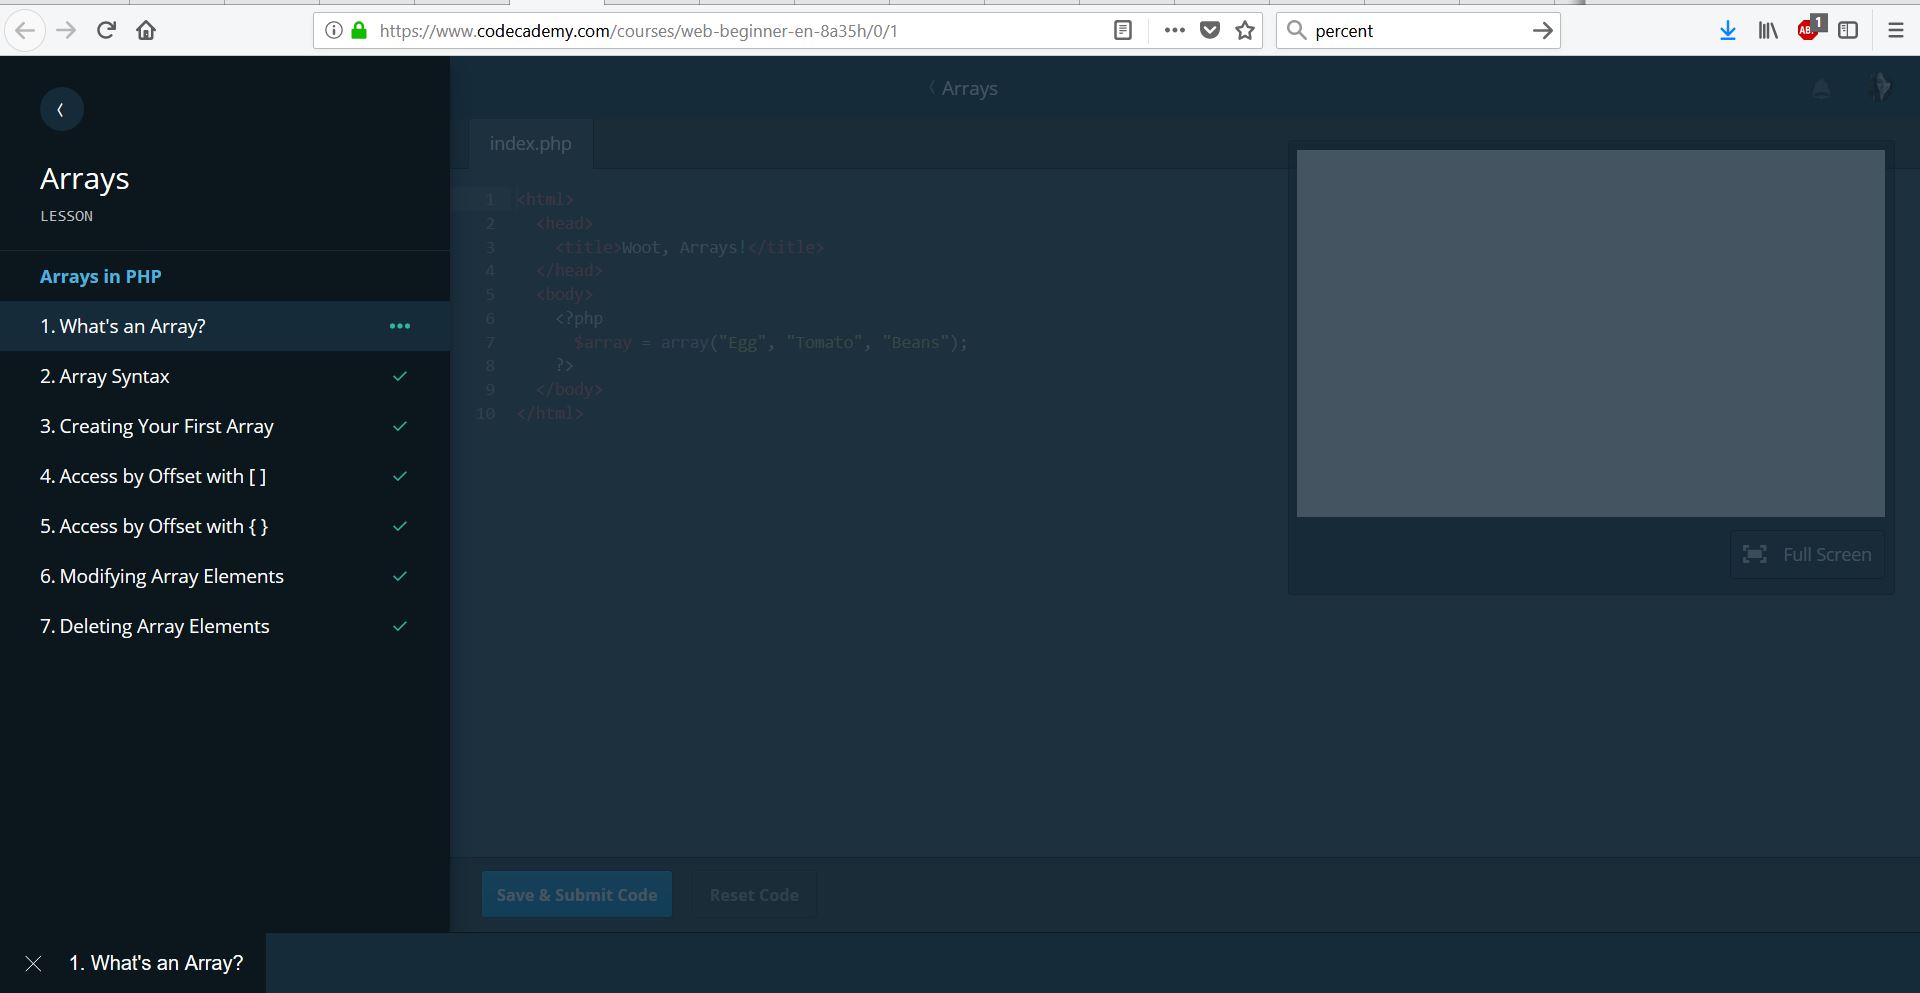 https://www.codecademy.com/courses/web-beginner-en-8a35h/0/1
percent
ABP
1
Arrays
LESSON
Arrays in PHP
1. What's an Array?
2. Array Syntax
3. Creating Your First Array
4. Access by Offset with [ ]
5. Access by Offset with { }
6. Modifying Array Elements
7. Deleting Array Elements
Arrays
index.php
1 <html>
2 <head>
3 <title>Woot, Arrays!</title>
4 </head>
5 <body>
6 <?php
7 $array = array("Egg", "Tomato", "Beans");
8 ?>
9 </body>
10 </html>
Full Screen
Save & Submit Code
Reset Code
1. What's an Array?